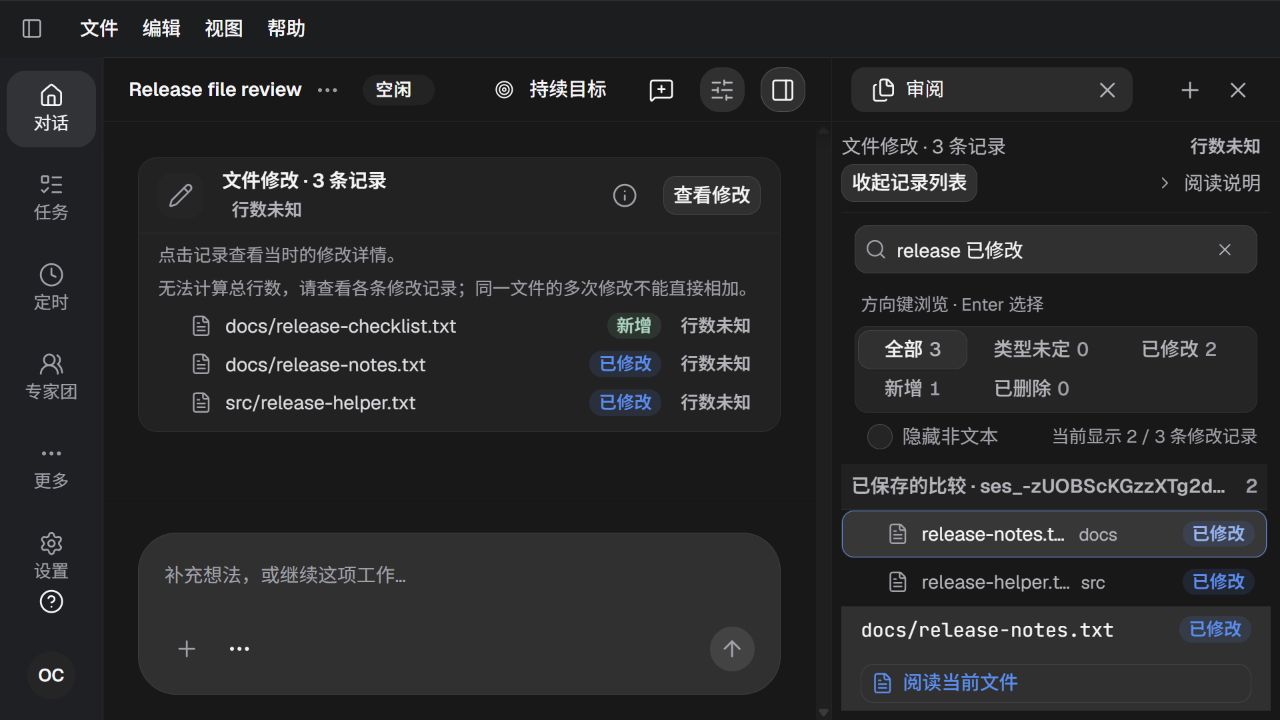 文件 编辑 视图 帮助
对话
任务
定时
专家团
更多
设置
OC
Release file review ··· 空闲 持续目标
文件修改 · 3 条记录
行数未知
查看修改
点击记录查看当时的修改详情。
无法计算总行数，请查看各条修改记录；同一文件的多次修改不能直接相加。
docs/release-checklist.txt 新增 行数未知
docs/release-notes.txt 已修改 行数未知
src/release-helper.txt 已修改 行数未知
补充想法，或继续这项工作...
审阅
文件修改 · 3 条记录 行数未知
收起记录列表 阅读说明
release 已修改
方向键浏览 · Enter 选择
全部 3 类型未定 0 已修改 2
新增 1 已删除 0
隐藏非文本 当前显示 2 / 3 条修改记录
已保存的比较 · ses_-zUOBScKGzzXTg2d... 2
release-notes.t... docs 已修改
release-helper.t... src 已修改
docs/release-notes.txt 已修改
阅读当前文件